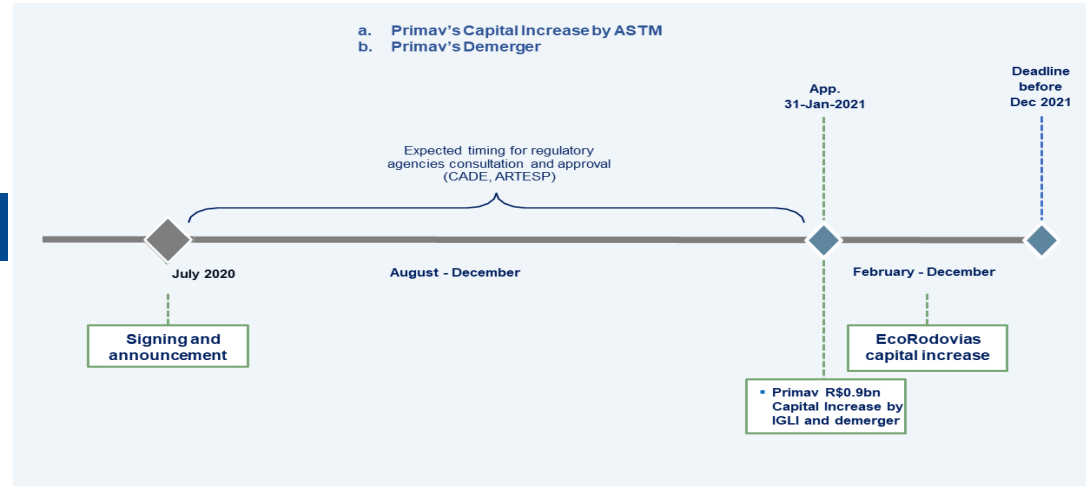 a. Primav's Capital Increase by ASTM
b. Primav's Demerger
Deadline
before
Dec 2021
App.
31-Jan-2021
Expected timing for regulatory
agencies consultation and approval
(CADE, ARTESP)
July 2020
August - December
February - December
Signing and
announcement
EcoRodovias
capital increase
▪ Primav R$0.9bn
Capital Increase by
IGLI and demerger